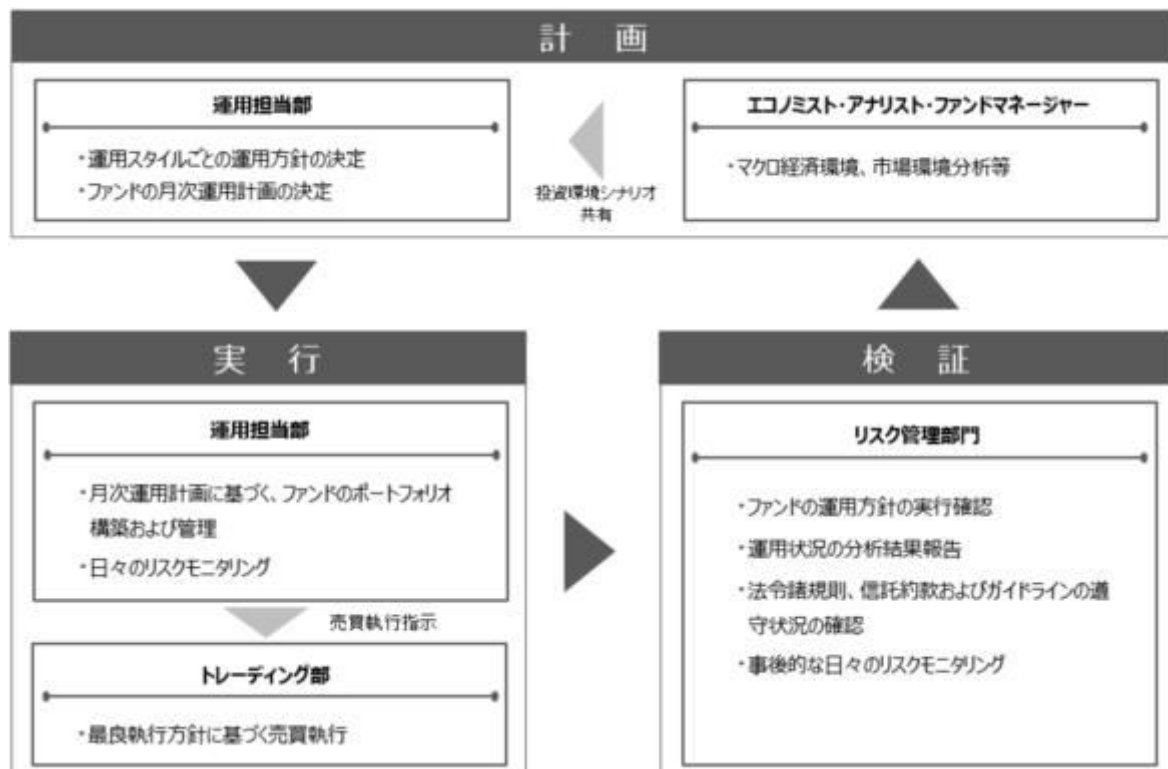 計 画
運用担当部
・運用スタイルごとの運用方針の決定
・ファンドの月次運用計画の決定
投資環境シナリオ
共有
エコノミスト・アナリスト・ファンドマネージャー
・マクロ経済環境、市場環境分析等
実 行
運用担当部
・月次運用計画に基づく、ファンドのポートフォリオ
構築および管理
・日々のリスクモニタリング
売買執行指示
トレーディング部
・最良執行方針に基づく売買執行
検 証
リスク管理部門
・ファンドの運用方針の実行確認
・運用状況の分析結果報告
・法令諸規則、信託約款およびガイドラインの遵
守状況の確認
・事後的な日々のリスクモニタリング